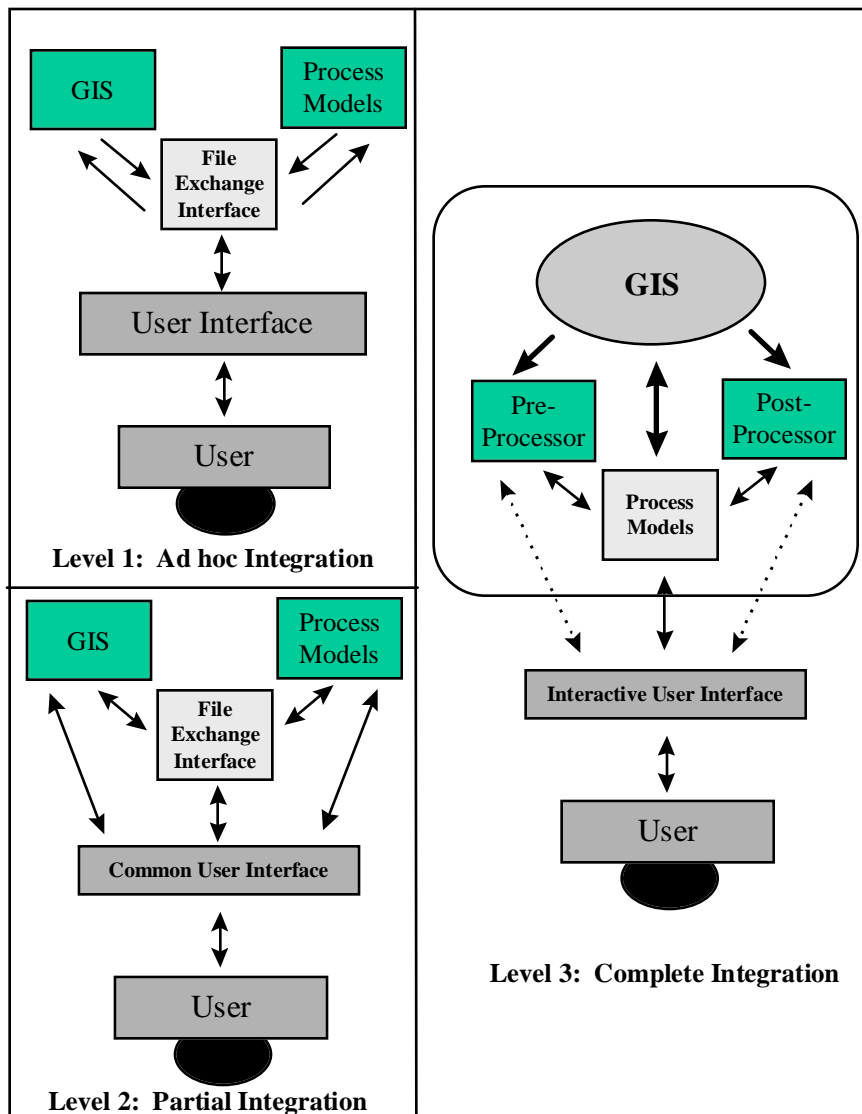 GIS
Process
Models
File
Exchange
Interface
User Interface
User
Level 1:  Ad hoc Integration
GIS
Process
Models
File
Exchange
Interface
Common User Interface
User
Level 2:  Partial Integration
GIS
Pre-
Processor
Post-
Processor
Process
Models
Interactive User Interface
User
Level 3:  Complete Integration